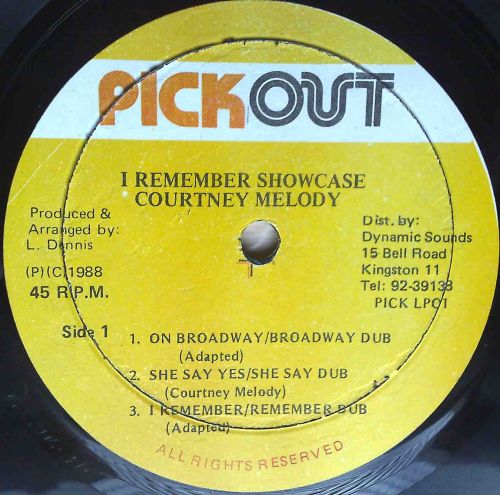 PICKOUT
I REMEMBER SHOWCASE
COURTNEY MELODY
Produced &
Arranged by:
L. Dennis
(P)(C)1988
45 R.P.M.
Side 1
Dist. by:
Dynamic Sounds
15 Bell Road
Kingston 11
Tel: 92-39138
PICK LP01
1. ON BROADWAY/BROADWAY DUB
(Adapted)
2. SHE SAY YES/SHE SAY DUB
(Courtney Melody)
3. I REMEMBER/REMEMBER DUB
(Adapted)
ALL RIGHTS RESERVED